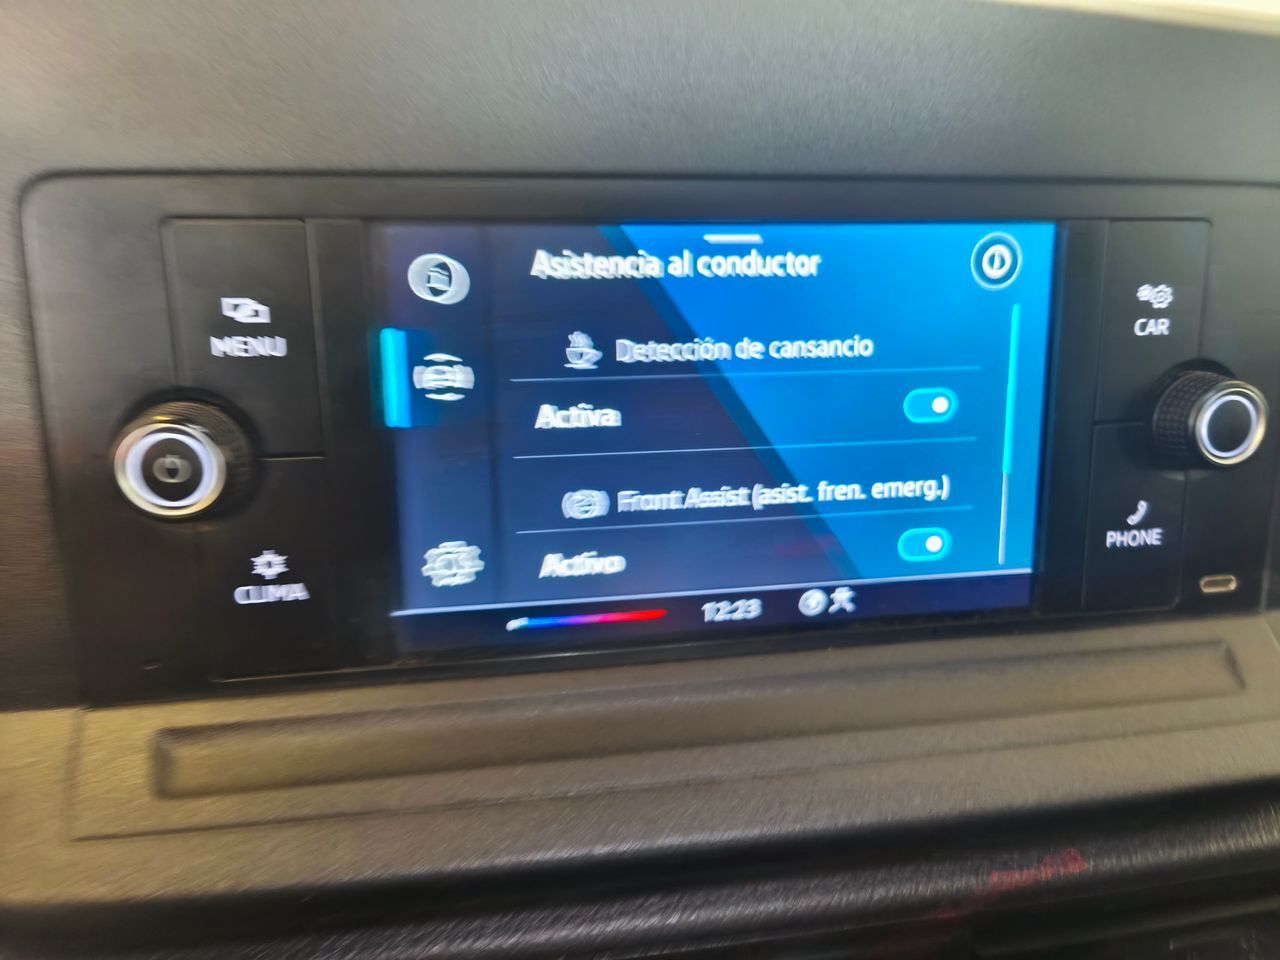 MENU
CLIMA
Asistencia al conductor
Detección de cansancio
Activa
Front Assist (asist. fren. emerg.)
Activo
12:23
CAR
PHONE